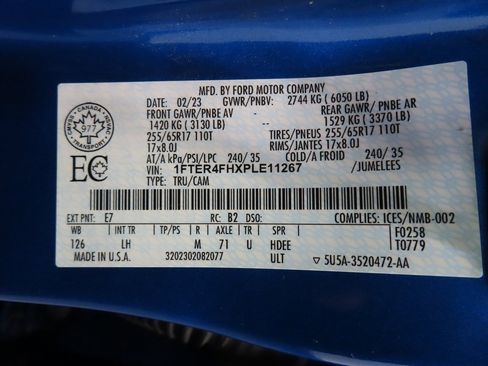 MFD. BY FORD MOTOR COMPANY
DATE: 02/23 GVWR/PNBV: 2744 KG ( 6050 LB)
FRONT GAWR/PNBE AV REAR GAWR/ PNBE AR
1420 KG ( 3130 LB) 1529 KG ( 3370 LB)
255/65R17 110T TIRES/PNEUS 255/65R17 110T
17x8.0J RIMS/JANTES 17x8.0J
AT/A kPa/PSI/LPC 240/ 35 COLD/A FROID 240/ 35
VIN: 1FTER4FHXPLE11267 /JUMELEES
TYPE: TRU/CAM
CANADA
977
TRANSPORT
EC
EXT PNT: E7 RC: B2 DSO: COMPLIES: ICES/NMB-002
WB INT TR TP/PS R AXLE TR SPR F0258
126 LH M 71 U HDEE T0779
MADE IN U.S.A. 3202302082077 ULT 5U5A-3520472-AA